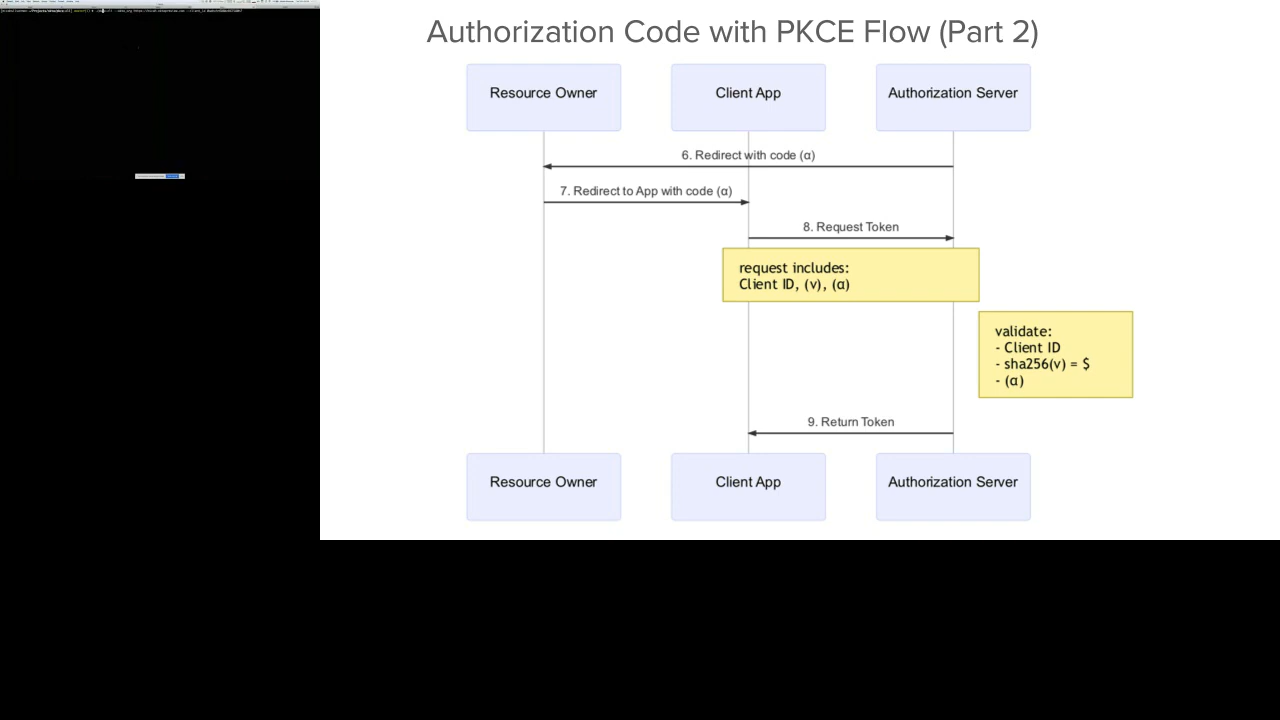 Authorization Code with PKCE Flow (Part 2)
Resource Owner
Client App
Authorization Server
6. Redirect with code (α)
7. Redirect to App with code (α)
8. Request Token
request includes:
Client ID, (v), (α)
validate:
- Client ID
- sha256(v) = $
- (α)
9. Return Token
Resource Owner
Client App
Authorization Server